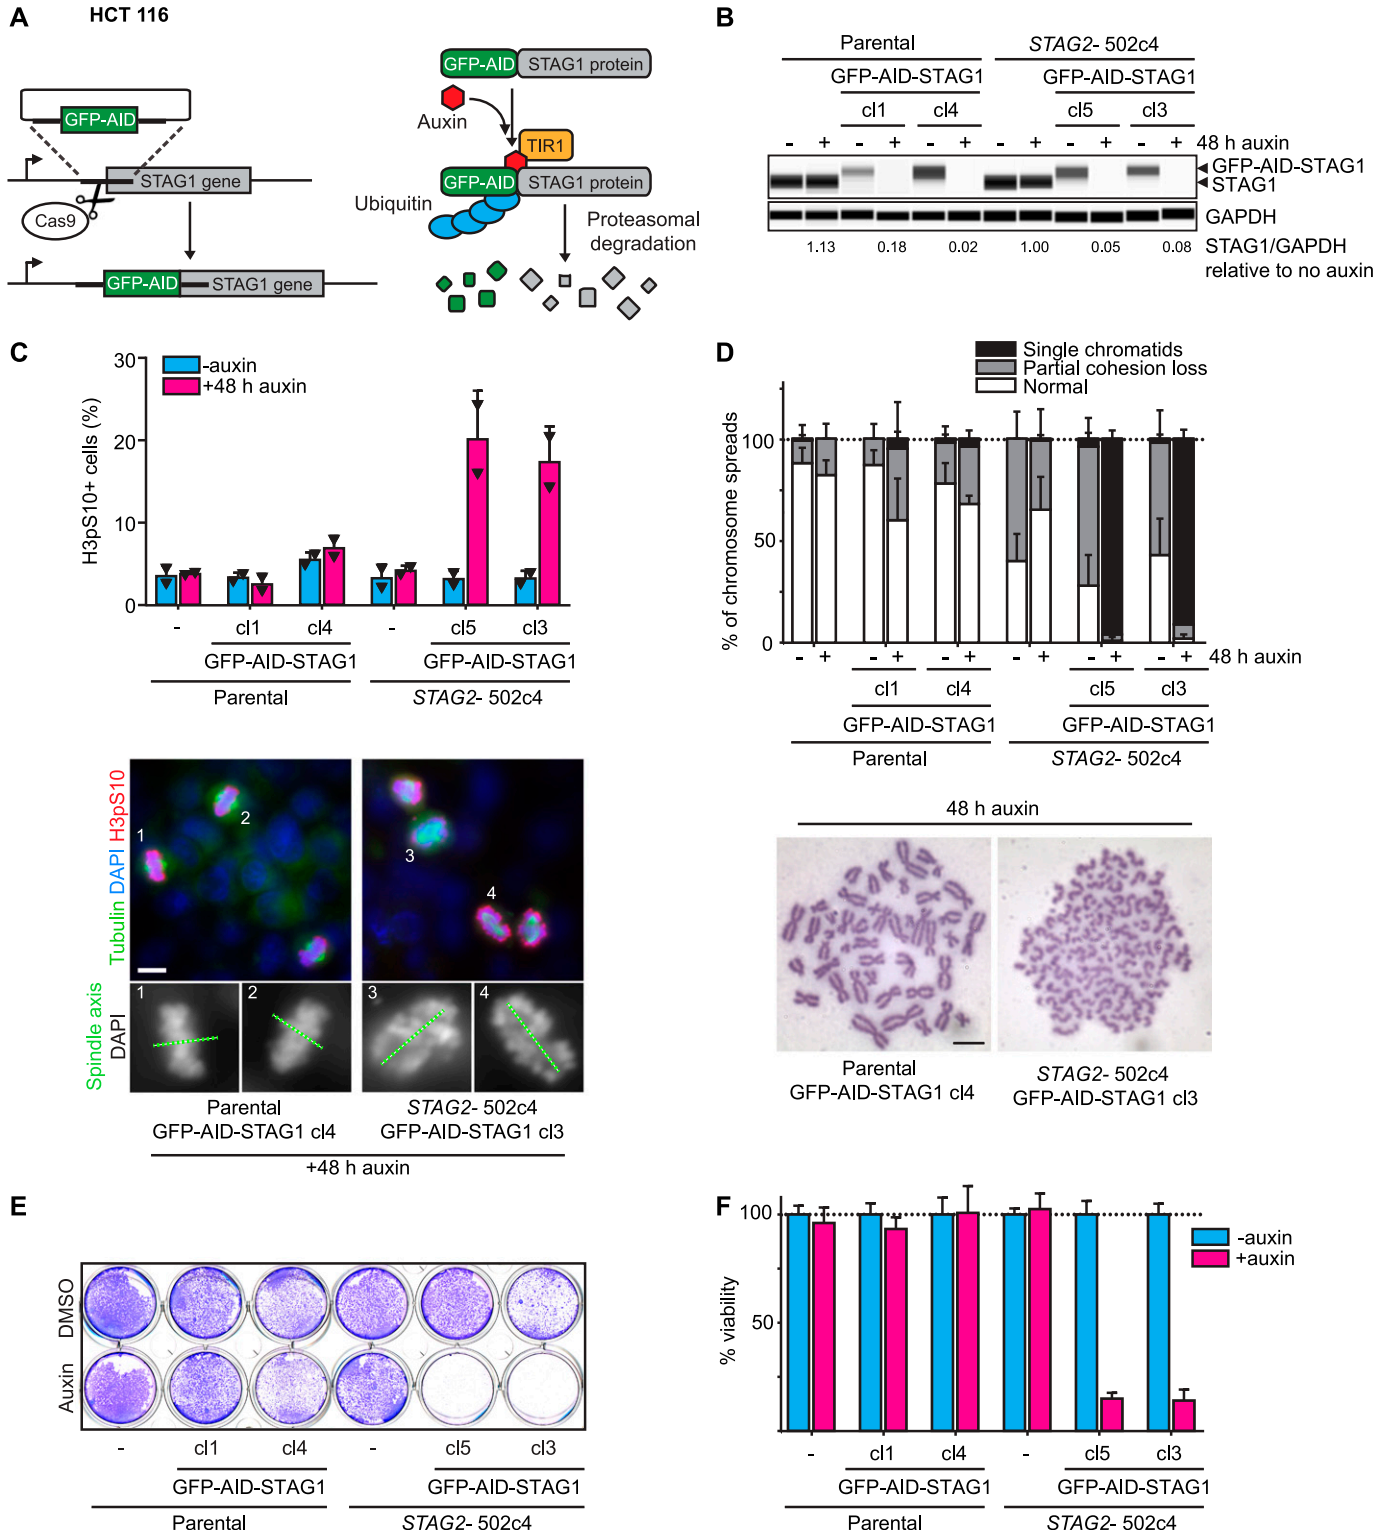 A
HCT 116
GFP-AID
STAG1 gene
Cas9
GFP-AID
STAG1 gene
GFP-AID
STAG1 protein
Auxin
TIR1
GFP-AID
STAG1 protein
Ubiquitin
Proteasomal
degradation
B
Parental
STAG2- 502c4
GFP-AID-STAG1
GFP-AID-STAG1
cl1
cl4
cl5
cl3
- + - + - + - + - + - + 48 h auxin
GFP-AID-STAG1
STAG1
GAPDH
1.13 0.18 0.02 1.00 0.05 0.08 STAG1/GAPDH
relative to no auxin
C
-auxin
+48 h auxin
H3pS10+ cells (%)
30
20
10
0
- cl1 cl4 - cl5 cl3
GFP-AID-STAG1 GFP-AID-STAG1
Parental STAG2- 502c4
Tubulin DAPI H3pS10
1
2
3
4
Spindle axis
DAPI
1 2 3 4
Parental
GFP-AID-STAG1 cl4
STAG2- 502c4
GFP-AID-STAG1 cl3
+48 h auxin
D
Single chromatids
Partial cohesion loss
Normal
% of chromosome spreads
100
50
0
- + - + - + - + - + - + 48 h auxin
cl1 cl4 cl5 cl3
GFP-AID-STAG1 GFP-AID-STAG1
Parental STAG2- 502c4
48 h auxin
Parental
GFP-AID-STAG1 cl4
STAG2- 502c4
GFP-AID-STAG1 cl3
E
DMSO
Auxin
- cl1 cl4 - cl5 cl3
GFP-AID-STAG1 GFP-AID-STAG1
Parental STAG2- 502c4
F
-auxin
+auxin
% viability
100
50
- cl1 cl4 - cl5 cl3
GFP-AID-STAG1 GFP-AID-STAG1
Parental STAG2- 502c4